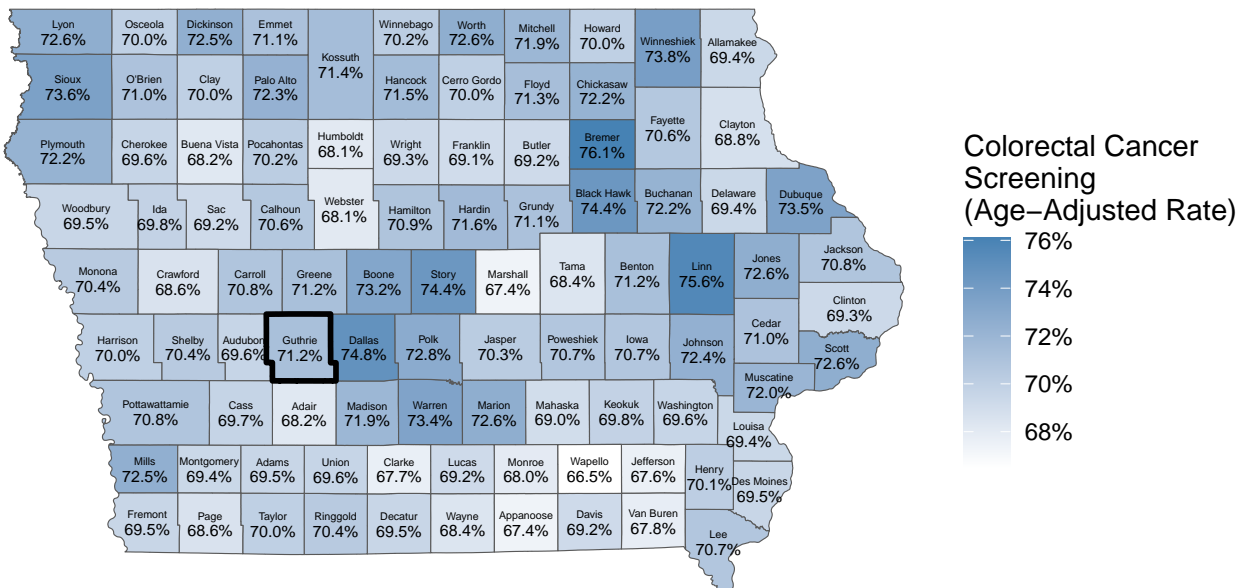 Lyon
72.6%
Osceola
70.0%
Dickinson
72.5%
Emmet
71.1%
Kossuth
71.4%
Winnebago
70.2%
Worth
72.6%
Mitchell
71.9%
Howard
70.0%
Winneshiek
73.8%
Allamakee
69.4%
Sioux
73.6%
O'Brien
71.0%
Clay
70.0%
Palo Alto
72.3%
Hancock
71.5%
Cerro Gordo
70.0%
Floyd
71.3%
Chickasaw
72.2%
Fayette
70.6%
Clayton
68.8%
Plymouth
72.2%
Cherokee
69.6%
Buena Vista
68.2%
Pocahontas
70.2%
Humboldt
68.1%
Wright
69.3%
Franklin
69.1%
Butler
69.2%
Bremer
76.1%
Woodbury
69.5%
Ida
69.8%
Sac
69.2%
Calhoun
70.6%
Webster
68.1%
Hamilton
70.9%
Hardin
71.6%
Grundy
71.1%
Black Hawk
74.4%
Buchanan
72.2%
Delaware
69.4%
Dubuque
73.5%
Monona
70.4%
Crawford
68.6%
Carroll
70.8%
Greene
71.2%
Boone
73.2%
Story
74.4%
Marshall
67.4%
Tama
68.4%
Benton
71.2%
Linn
75.6%
Jones
72.6%
Jackson
70.8%
Clinton
69.3%
Harrison
70.0%
Shelby
70.4%
Audubon
69.6%
Guthrie
71.2%
Dallas
74.8%
Polk
72.8%
Jasper
70.3%
Poweshiek
70.7%
Iowa
70.7%
Johnson
72.4%
Cedar
71.0%
Scott
72.6%
Muscatine
72.0%
Pottawattamie
70.8%
Cass
69.7%
Adair
68.2%
Madison
71.9%
Warren
73.4%
Marion
72.6%
Mahaska
69.0%
Keokuk
69.8%
Washington
69.6%
Louisa
69.4%
Mills
72.5%
Montgomery
69.4%
Adams
69.5%
Union
69.6%
Clarke
67.7%
Lucas
69.2%
Monroe
68.0%
Wapello
66.5%
Jefferson
67.6%
Henry
70.1%
Des Moines
69.5%
Fremont
69.5%
Page
68.6%
Taylor
70.0%
Ringgold
70.4%
Decatur
69.5%
Wayne
68.4%
Appanoose
67.4%
Davis
69.2%
Van Buren
67.8%
Lee
70.7%
Colorectal Cancer
Screening
(Age−Adjusted Rate)
76%
74%
72%
70%
68%